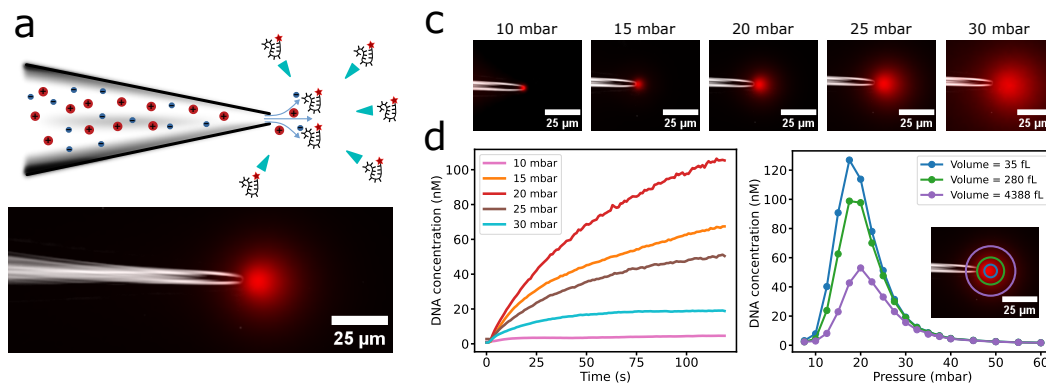 a
+
-
25 μm
c
10 mbar
15 mbar
20 mbar
25 mbar
30 mbar
25 μm
25 μm
25 μm
25 μm
25 μm
d
DNA concentration (nM)
100
80
60
40
20
0
10 mbar
15 mbar
20 mbar
25 mbar
30 mbar
0
25
50
75
100
Time (s)
DNA concentration (nM)
120
100
80
60
40
20
0
Volume = 35 fL
Volume = 280 fL
Volume = 4388 fL
25 μm
10
20
30
40
50
60
Pressure (mbar)